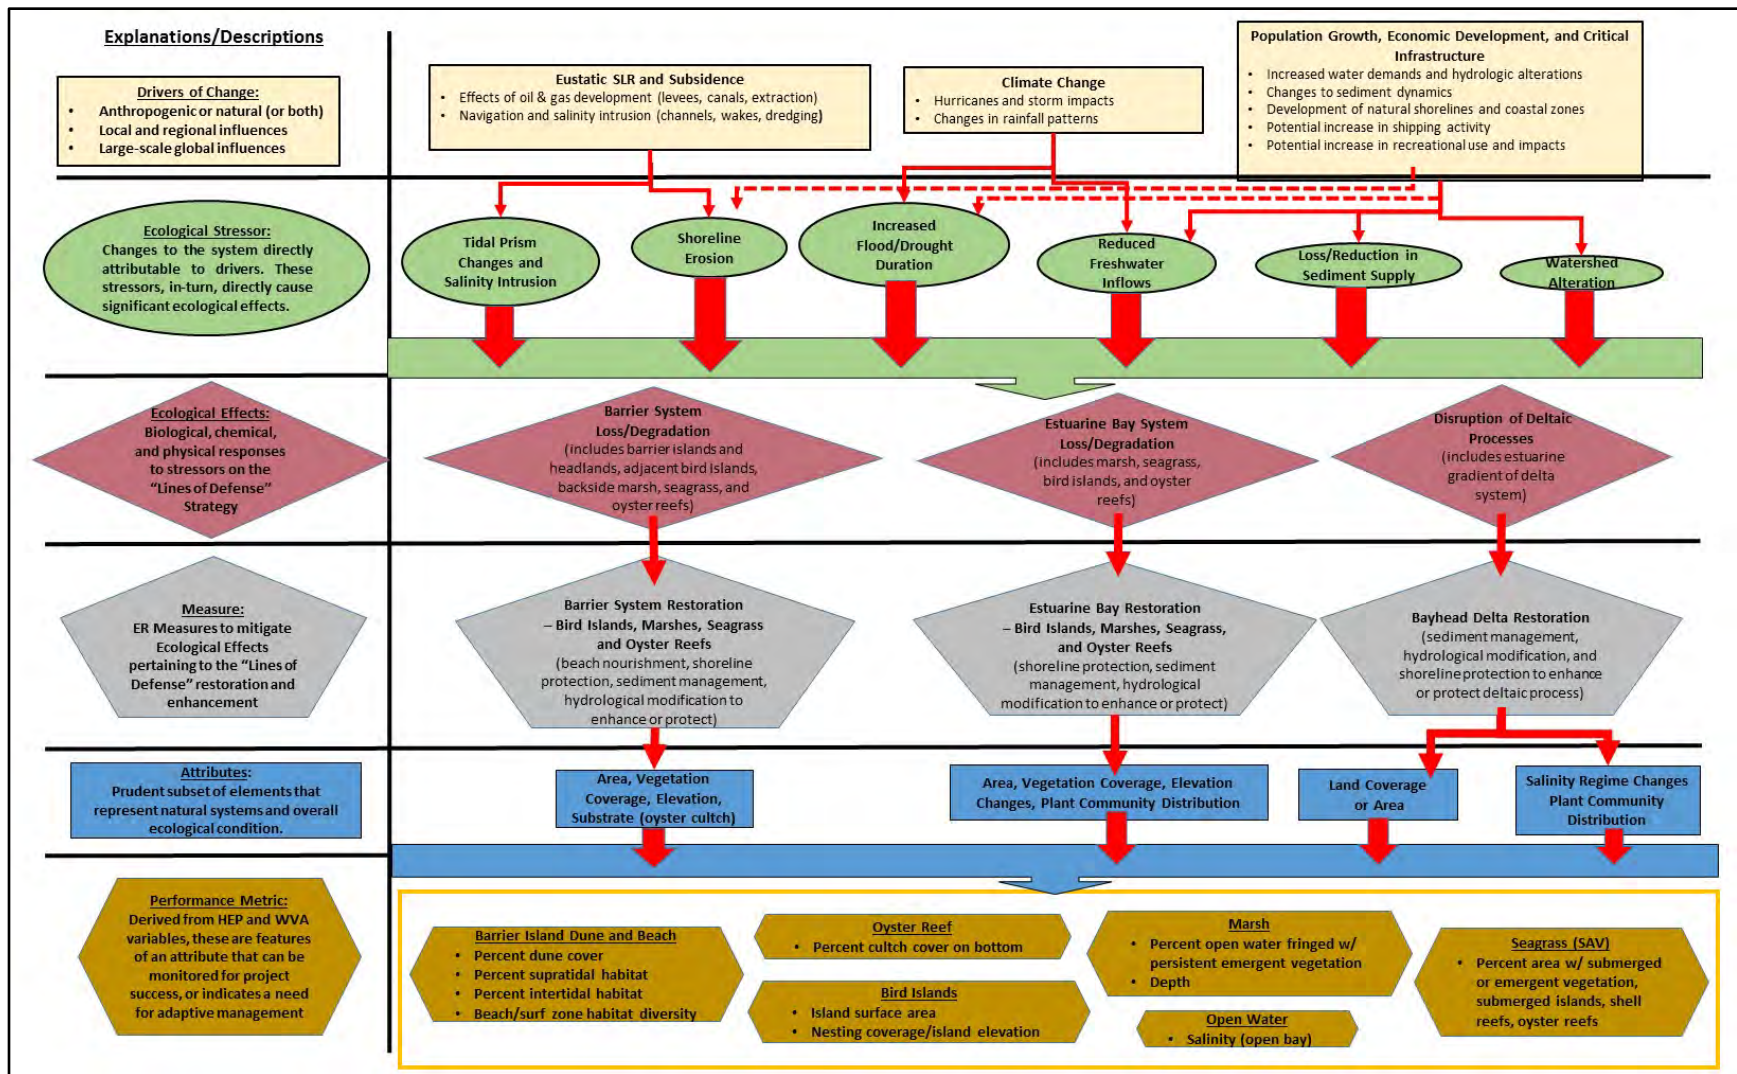 Explanations/Descriptions
Drivers of Change:
• Anthropogenic or natural (or both)
• Local and regional influences
• Large-scale global influences
Eustatic SLR and Subsidence
• Effects of oil & gas development (levees, canals, extraction)
• Navigation and salinity intrusion (channels, wakes, dredging)
Climate Change
• Hurricanes and storm impacts
• Changes in rainfall patterns
Population Growth, Economic Development, and Critical
Infrastructure
• Increased water demands and hydrologic alterations
• Changes to sediment dynamics
• Development of natural shorelines and coastal zones
• Potential increase in shipping activity
• Potential increase in recreational use and impacts
Ecological Stressor:
Changes to the system directly
attributable to drivers. These
stressors, in-turn, directly cause
significant ecological effects.
Tidal Prism
Changes and
Salinity Intrusion
Shoreline
Erosion
Increased
Flood/Drought
Duration
Reduced
Freshwater
Inflows
Loss/Reduction in
Sediment Supply
Watershed
Alteration
Ecological Effects:
Biological, chemical,
and physical responses
to stressors on the
“Lines of Defense”
Strategy
Barrier System
Loss/Degradation
(includes barrier islands and
headlands, adjacent bird islands,
backside marsh, seagrass, and
oyster reefs)
Estuarine Bay System
Loss/Degradation
(includes marsh, seagrass,
bird islands, and oyster
reefs)
Disruption of Deltaic
Processes
(includes estuarine
gradient of delta
system)
Measure:
ER Measures to mitigate
Ecological Effects
pertaining to the “Lines of
Defense” restoration and
enhancement
Barrier System Restoration
– Bird Islands, Marshes, Seagrass
and Oyster Reefs
(beach nourishment, shoreline
protection, sediment management,
hydrological modification to
enhance or protect)
Estuarine Bay Restoration
– Bird Islands, Marshes, Seagrass,
and Oyster Reefs
(shoreline protection, sediment
management, hydrological
modification to enhance or protect)
Bayhead Delta Restoration
(sediment management,
hydrological modification, and
shoreline protection to enhance
or protect deltaic process)
Attributes:
Prudent subset of elements that
represent natural systems and overall
ecological condition.
Area, Vegetation
Coverage, Elevation,
Substrate (oyster cultch)
Area, Vegetation Coverage, Elevation
Changes, Plant Community Distribution
Land Coverage
or Area
Salinity Regime Changes
Plant Community
Distribution
Performance Metric:
Derived from HEP and WVA
variables, these are features
of an attribute that can be
monitored for project
success, or indicates a need
for adaptive management
Barrier Island Dune and Beach
• Percent dune cover
• Percent supratidal habitat
• Percent intertidal habitat
• Beach/surf zone habitat diversity
Oyster Reef
• Percent cultch cover on bottom
Bird Islands
• Island surface area
• Nesting coverage/island elevation
Marsh
• Percent open water fringed w/
persistent emergent vegetation
• Depth
Open Water
• Salinity (open bay)
Seagrass (SAV)
• Percent area w/ submerged
or emergent vegetation,
submerged islands, shell
reefs, oyster reefs